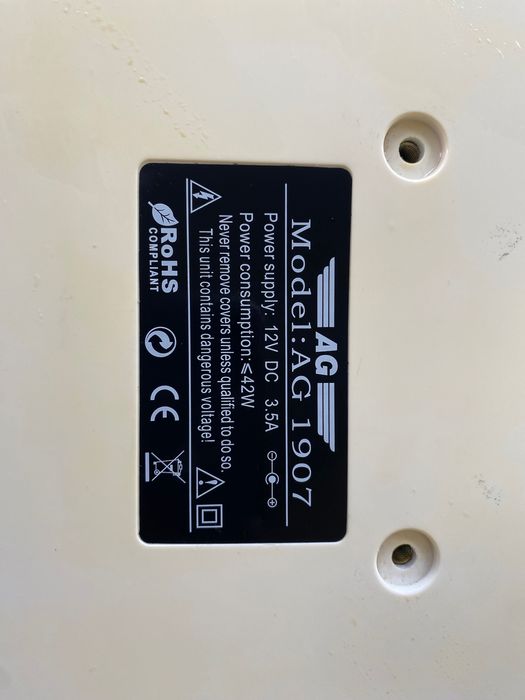 AG
Model:AG 1907
Power supply: 12V DC 3.5A
Power consumption:⩽42W
Never remove covers unless qualified to do so.
This unit contains dangerous voltage!
RoHS
COMPLIANT
CE